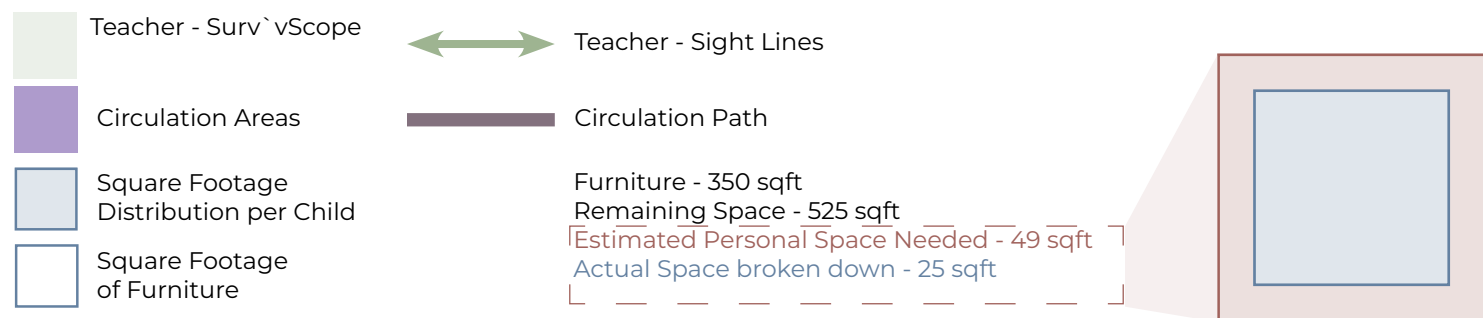 Teacher - Surv`vScope
Teacher - Sight Lines
Circulation Areas
Circulation Path
Square Footage
Distribution per Child
Square Footage
of Furniture
Furniture - 350 sqft
Remaining Space - 525 sqft
Estimated Personal Space Needed - 49 sqft
Actual Space broken down - 25 sqft